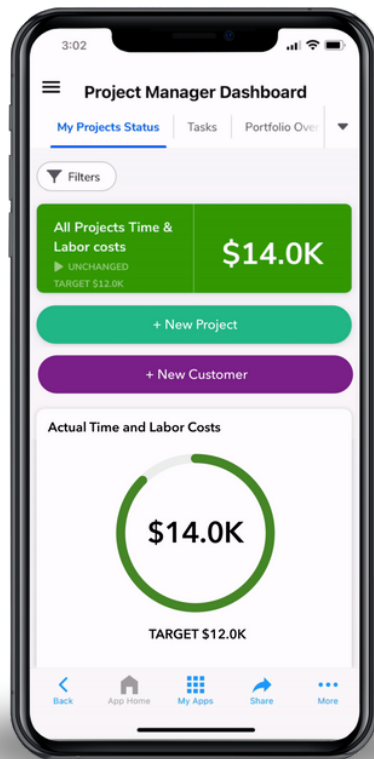 3:02
Project Manager Dashboard
My Projects Status
Tasks
Portfolio Over
Filters
All Projects Time &
Labor costs
$14.0K
UNCHANGED
TARGET $12.0K
+ New Project
+ New Customer
Actual Time and Labor Costs
$14.0K
TARGET $12.0K
Back
App Home
My Apps
Share
More